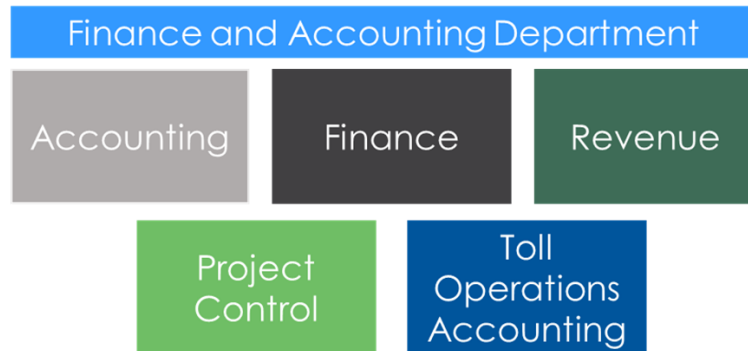 Finance and Accounting Department
Accounting
Finance
Revenue
Project
Control
Toll
Operations
Accounting